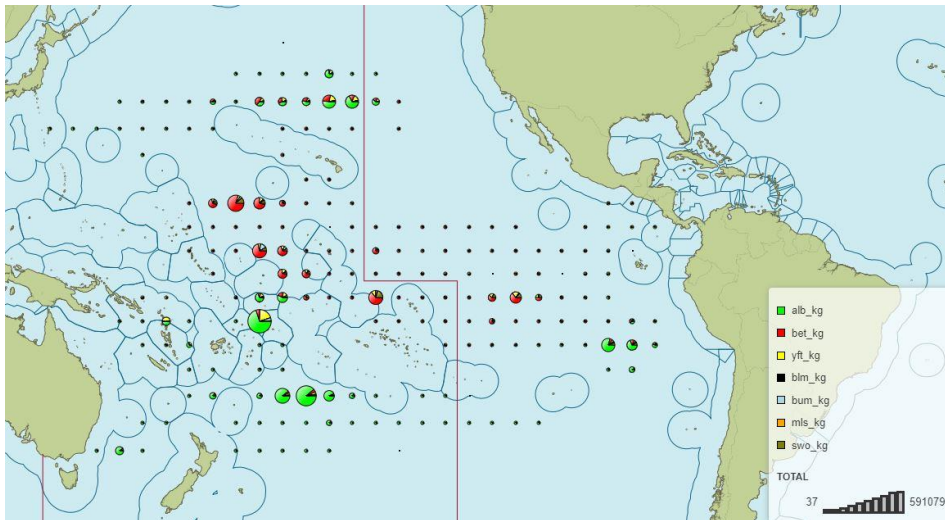 alb_kg
bet_kg
yft_kg
blm_kg
bum_kg
mls_kg
swo_kg
TOTAL
37 591079